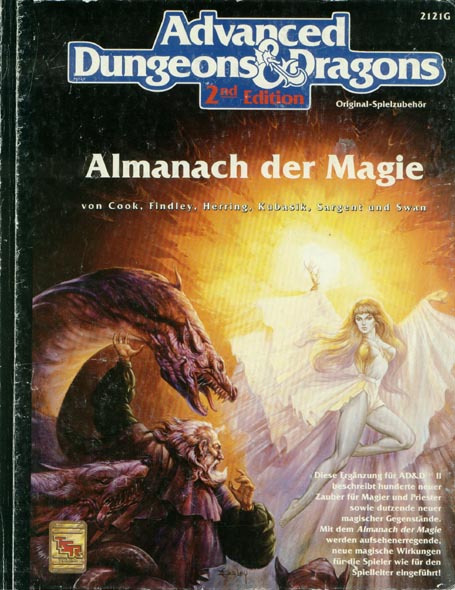 2121G
Advanced
Dungeons & Dragons
2nd Edition
Original-Spielzubehör
Almanach der Magie
von Cook, Findley, Herring, Kubasik, Sargent und Swan
Diese Ergänzung für AD&D™ II
beschreibt hunderte neuer
Zauber für Magier und Priester
sowie dutzende neuer
magischer Gegenstände.
Mit dem Almanach der Magie
werden aufsehenerregende,
neue magische Wirkungen
für die Spieler wie für den
Spielleiter eingeführt!
TSR
Easley